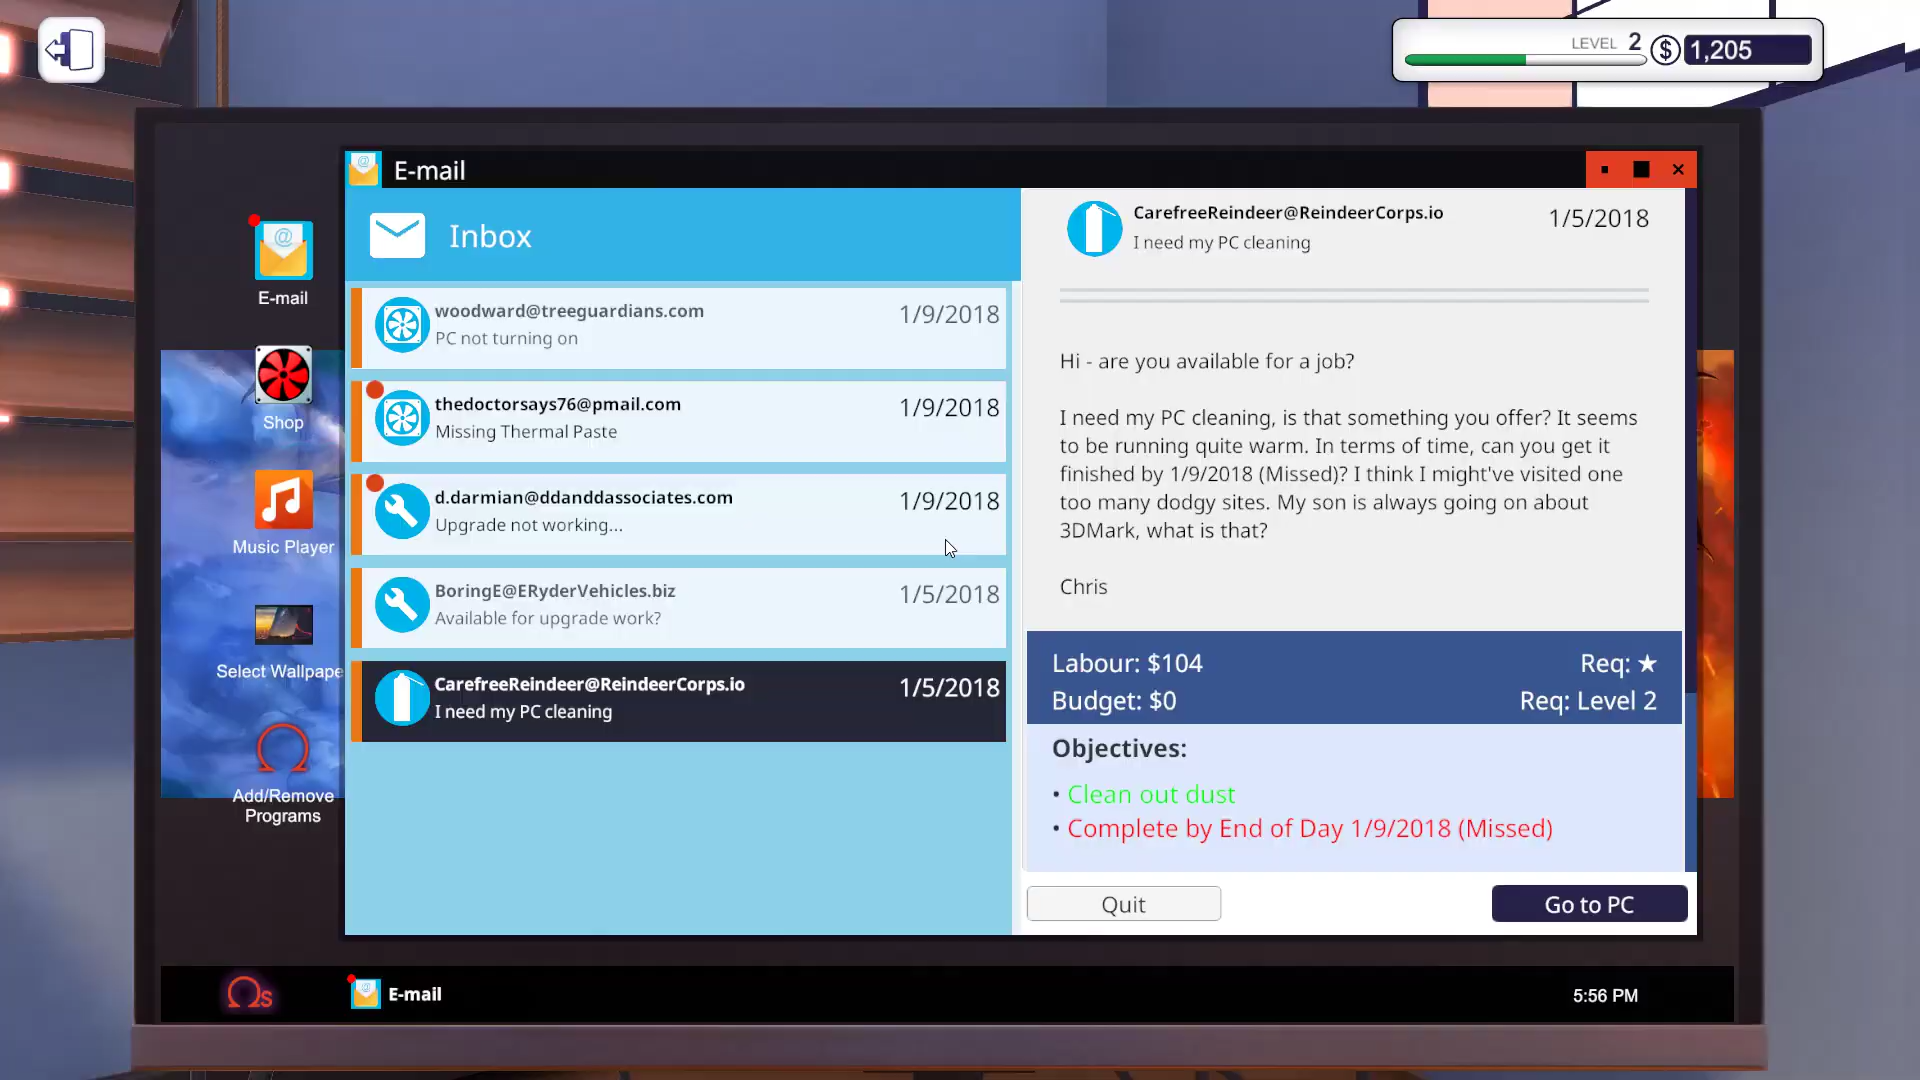 LEVEL 2 $ 1,205
E-mail
Inbox
E-mail
Shop
Music Player
Select Wallpape
Add/Remove
Programs
woodward@treeguardians.com 1/9/2018
PC not turning on
thedoctorsays76@pmail.com 1/9/2018
Missing Thermal Paste
d.darmian@ddanddassociates.com 1/9/2018
Upgrade not working...
BoringE@ERyderVehicles.biz 1/5/2018
Available for upgrade work?
CarefreeReindeer@ReindeerCorps.io 1/5/2018
I need my PC cleaning
CarefreeReindeer@ReindeerCorps.io 1/5/2018
I need my PC cleaning
Hi - are you available for a job?
I need my PC cleaning, is that something you offer? It seems
to be running quite warm. In terms of time, can you get it
finished by 1/9/2018 (Missed)? I think I might've visited one
too many dodgy sites. My son is always going on about
3DMark, what is that?
Chris
Labour: $104 Req: ★
Budget: $0 Req: Level 2
Objectives:
• Clean out dust
• Complete by End of Day 1/9/2018 (Missed)
Quit Go to PC
Ωs E-mail 5:56 PM